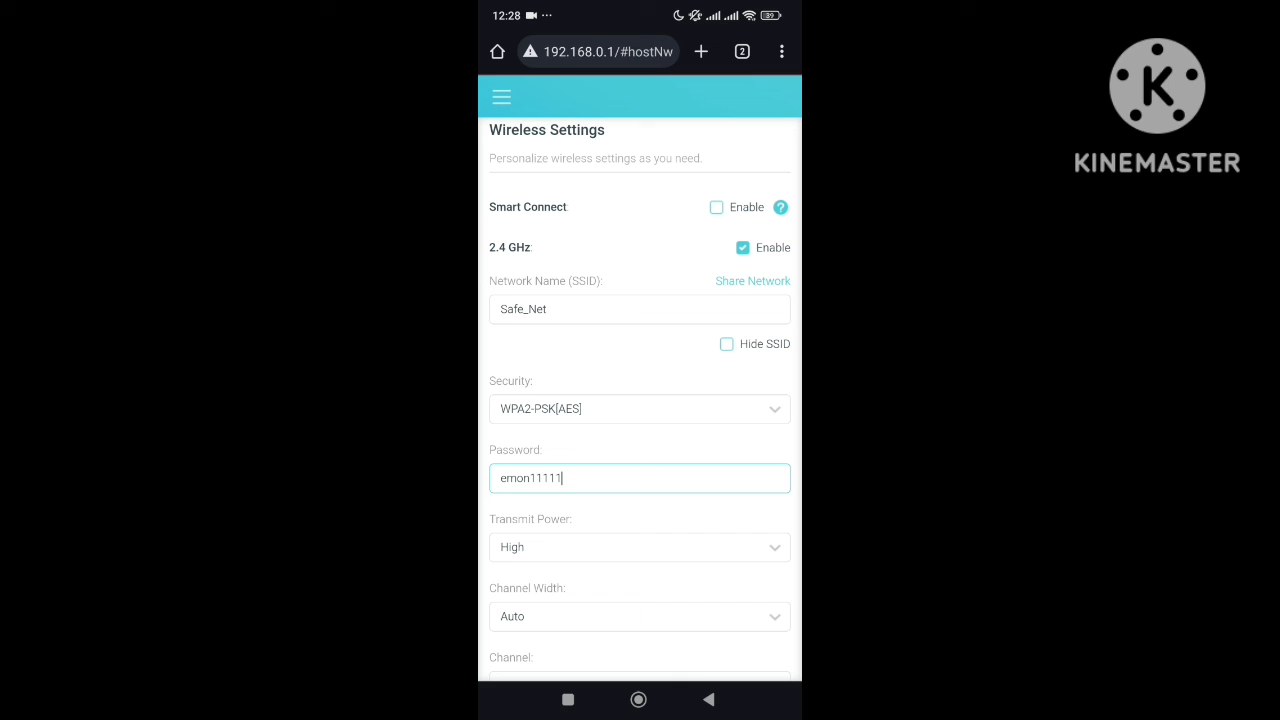 12:28
89
192.168.0.1/#hostNw
2
Wireless Settings
Personalize wireless settings as you need.
Smart Connect
Enable
?
2.4 GHz:
Enable
Network Name (SSID):
Share Network
Safe_Net
Hide SSID
Security:
WPA2-PSK[AES]
Password:
emon11111
Transmit Power:
High
Channel Width:
Auto
Channel:
K
KINEMASTER